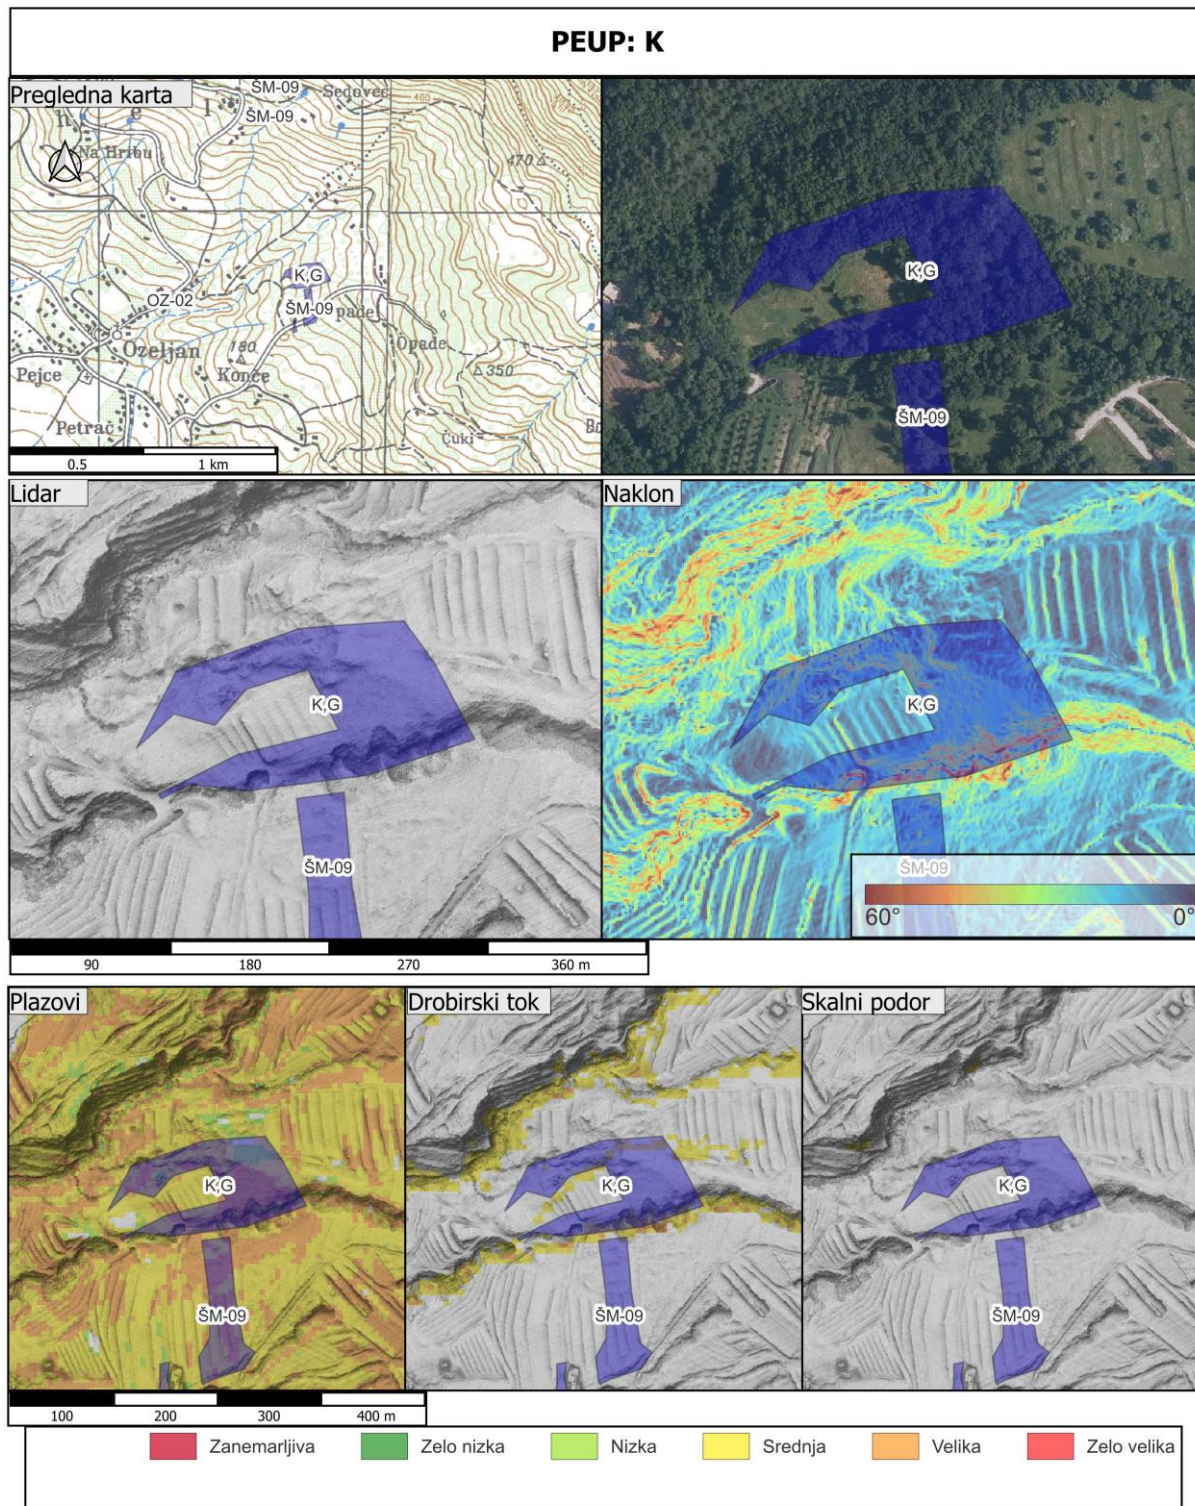 PEUP: K
Pregledna karta
h e l
ŠM-09
Sedovec
400
ŠM-09
Na Hribu
470
K,G
OZ-02
ŠM-09
pade
Ozeljan
180
Opade
Pejce
Konče
350
Petrač
Čuki
0.5 1 km
K,G
ŠM-09
Lidar
Naklon
K,G
K,G
ŠM-09
ŠM-09
60° 0°
90 180 270 360 m
Plazovi
Drobirski tok
Skalni podor
K,G
K,G
K,G
ŠM-09
ŠM-09
ŠM-09
100 200 300 400 m
Zanemarljiva Zelo nizka Nizka Srednja Velika Zelo velika